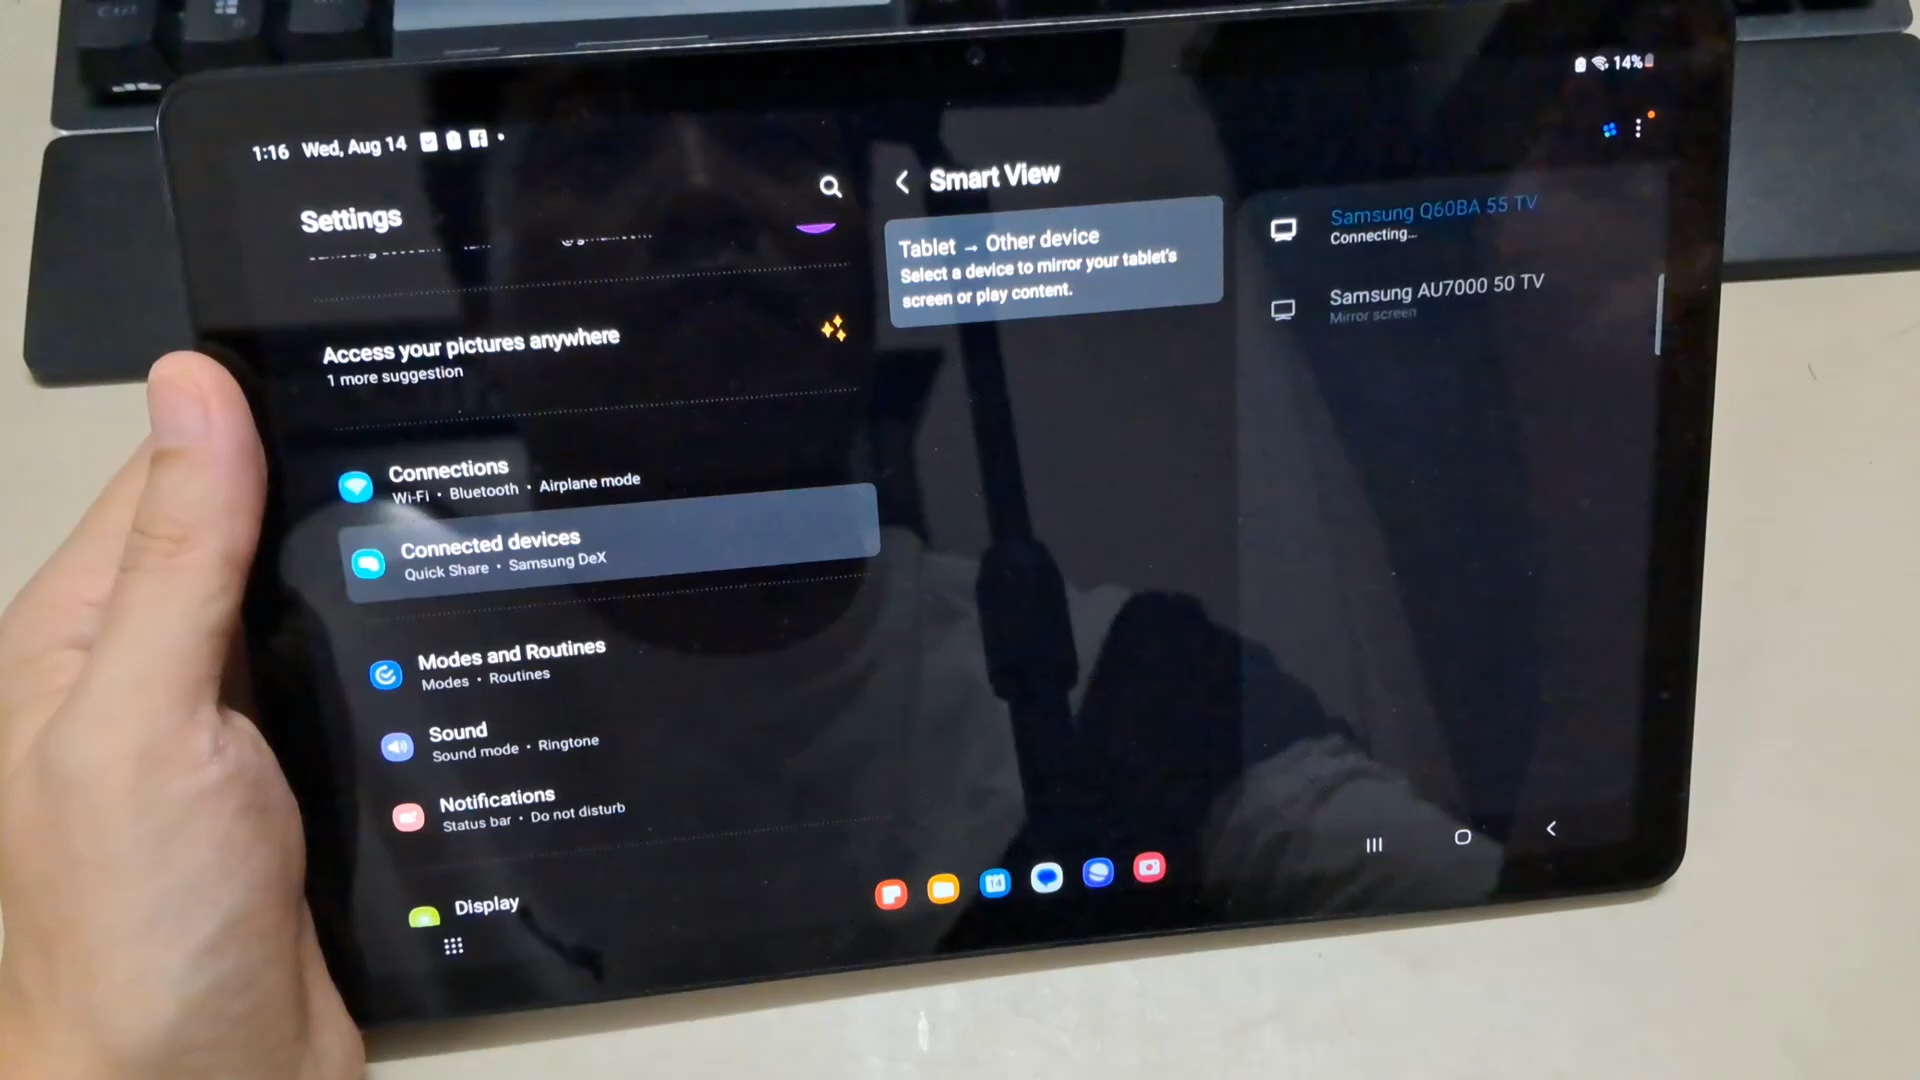 Ctrl
14%
1:16 Wed, Aug 14
Settings
Access your pictures anywhere
1 more suggestion
Connections
Wi-Fi • Bluetooth • Airplane mode
Connected devices
Quick Share • Samsung DeX
Modes and Routines
Modes • Routines
Sound
Sound mode • Ringtone
Notifications
Status bar • Do not disturb
Display
Smart View
Tablet → Other device
Select a device to mirror your tablet's
screen or play content.
Samsung Q60BA 55 TV
Connecting...
Samsung AU7000 50 TV
Mirror screen
14